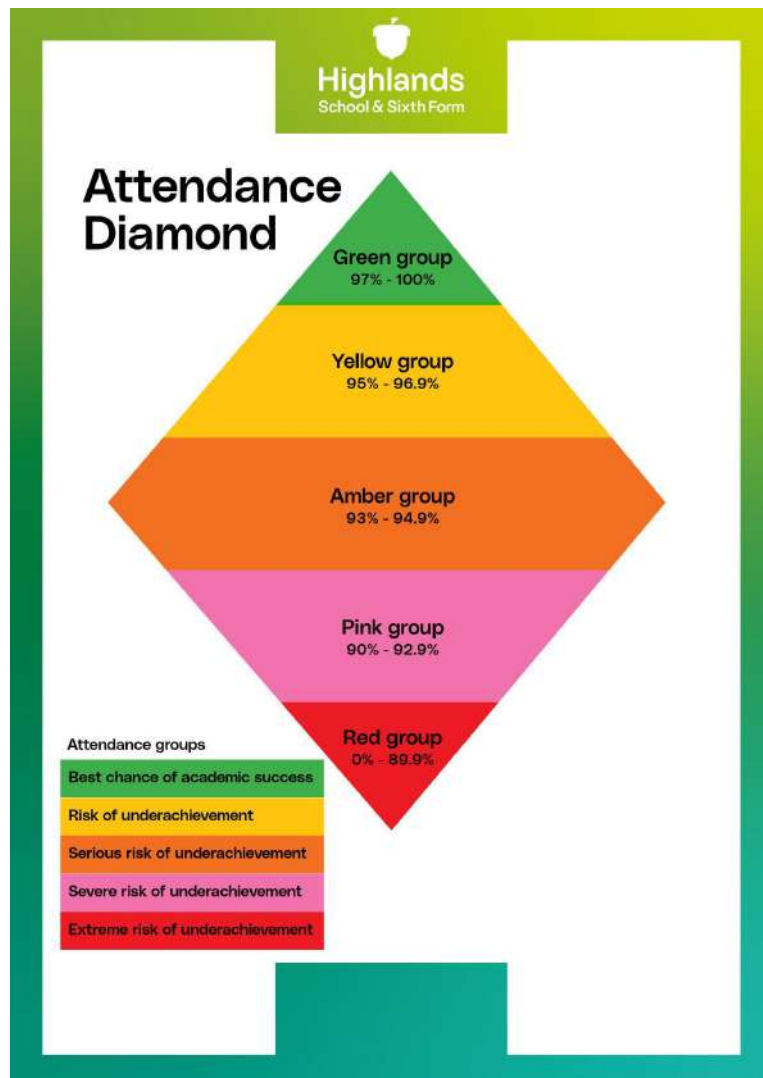 Highlands
School & Sixth Form
Attendance
Diamond
Green group
97% - 100%
Yellow group
95% - 96.9%
Amber group
93% - 94.9%
Pink group
90% - 92.9%
Red group
0% - 89.9%
Attendance groups
Best chance of academic success
Risk of underachievement
Serious risk of underachievement
Severe risk of underachievement
Extreme risk of underachievement